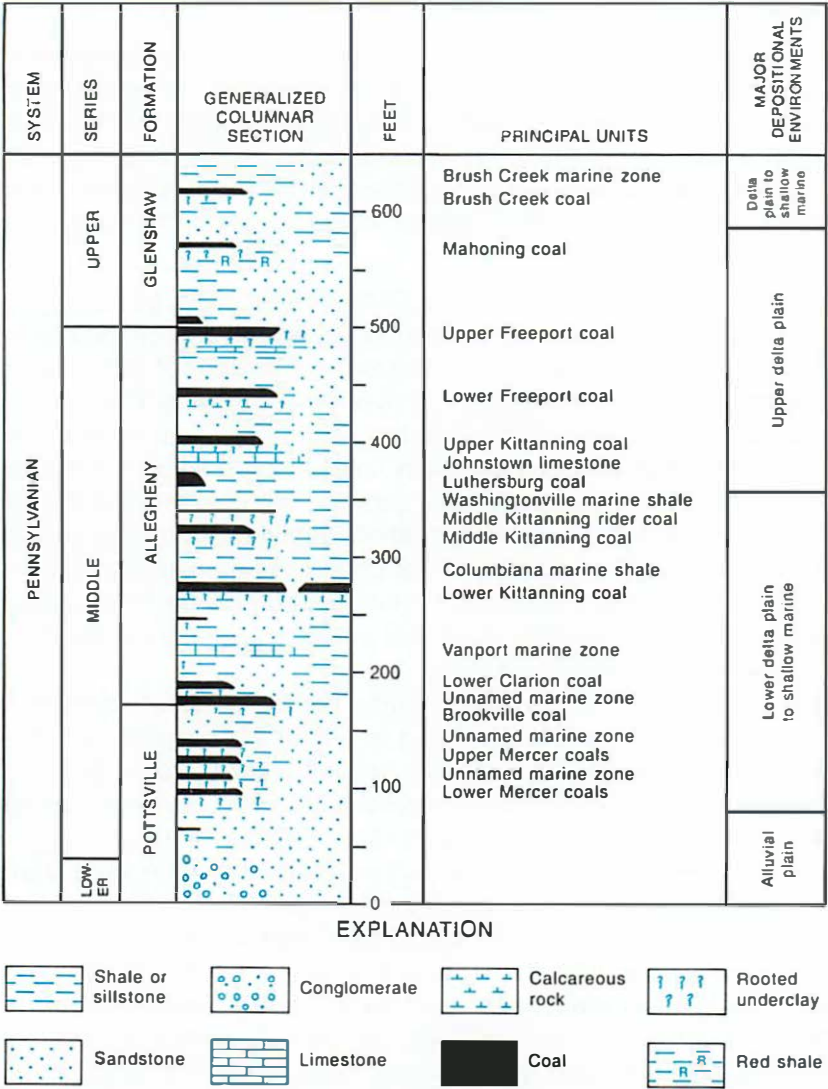 SYSTEM
SERIES
FORMATION
GENERALIZED
COLUMNAR
SECTION
FEET
PRINCIPAL UNITS
MAJOR
DEPOSITIONAL
ENVIRONMENTS
PENNSYLVANIAN
UPPER
MIDDLE
LOW-
ER
GLENSHAW
ALLEGHENY
POTTSVILLE
R R
600
500
400
300
200
100
0
Brush Creek marine zone
Brush Creek coal
Mahoning coal
Upper Freeport coal
Lower Freeport coal
Upper Kittanning coal
Johnstown limestone
Luthersburg coal
Washingtonville marine shale
Middle Kittanning rider coal
Middle Kittanning coal
Columbiana marine shale
Lower Kittanning coal
Vanport marine zone
Lower Clarion coal
Unnamed marine zone
Brookville coal
Unnamed marine zone
Upper Mercer coals
Unnamed marine zone
Lower Mercer coals
Delta
plain to
shallow
marine
Upper delta plain
Lower delta plain
to shallow marine
Alluvial
plain
EXPLANATION
Shale or
siltstone
Conglomerate
Calcareous
rock
Rooted
underclay
Sandstone
Limestone
Coal
R
R
Red shale